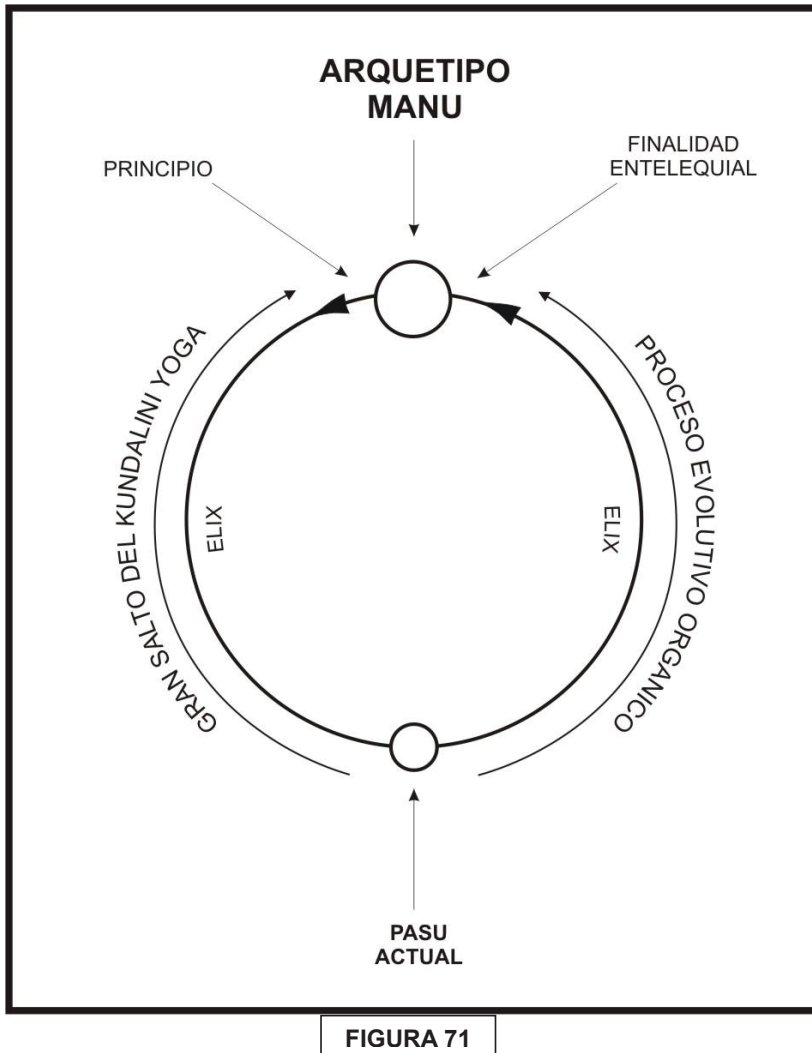 ARQUETIPO
MANU
PRINCIPIO
FINALIDAD
ENTELEQUIAL
GRAN SALTO DEL KUNDALINI YOGA
ELIX
ELIX
PROCESO EVOLUTIVO ORGANICO
PASU
ACTUAL
FIGURA 71